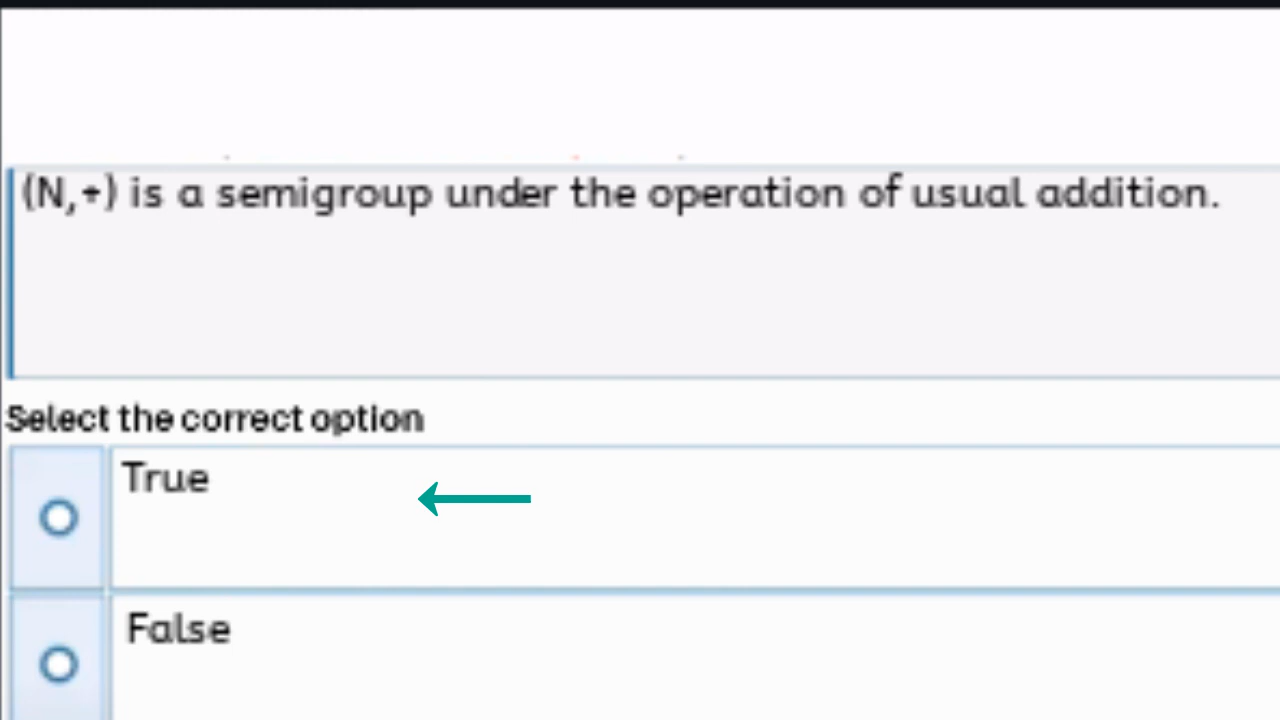 (N,+) is a semigroup under the operation of usual addition.
Select the correct option
True
False